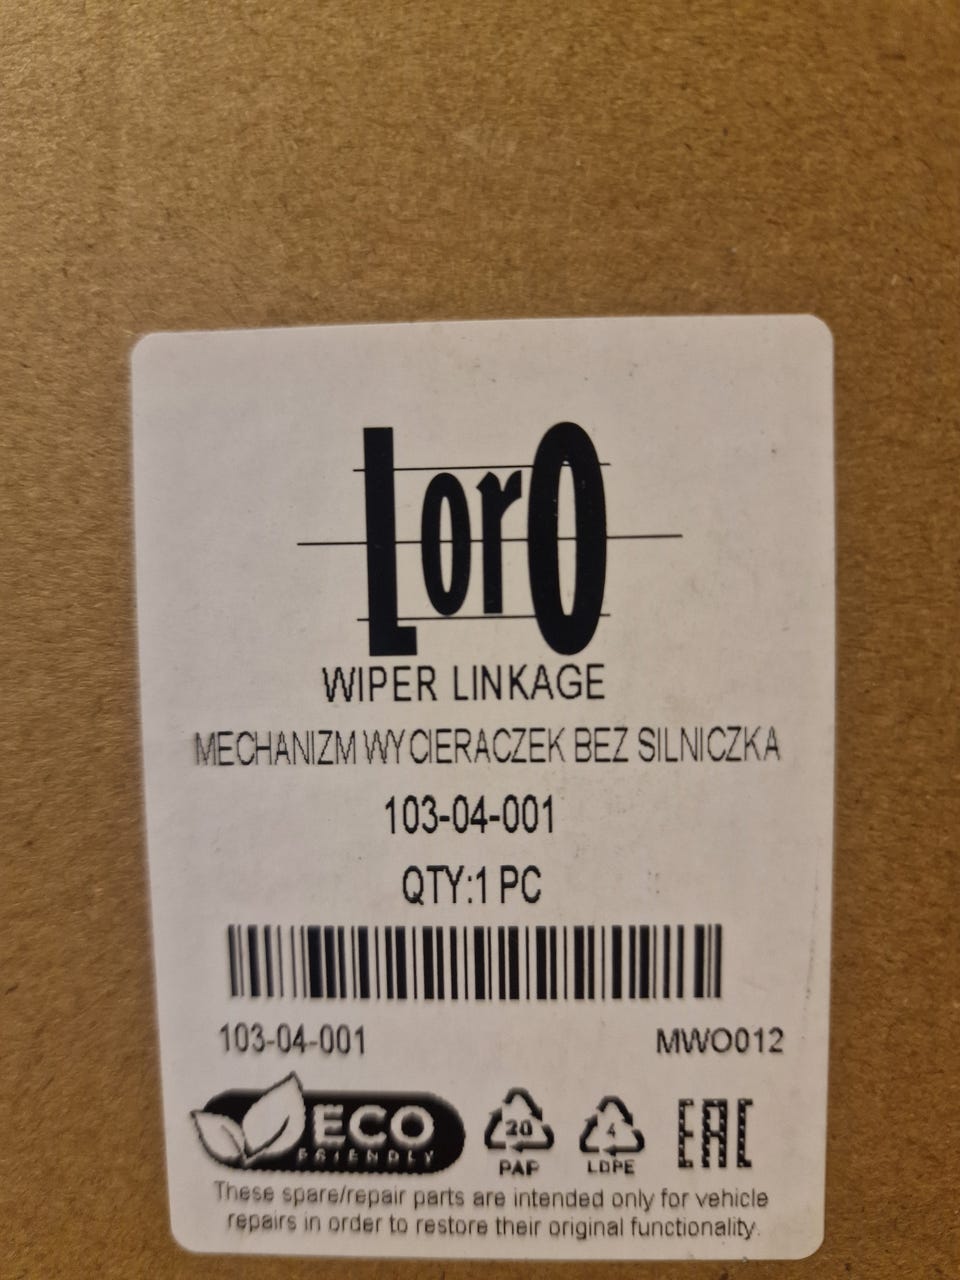 LorO
WIPER LINKAGE
MECHANIZM WYCIERACZEK BEZ SILNICZKA
103-04-001
QTY:1 PC
103-04-001 MWO012
ECO
FRIENDLY
20
PAP
4
LDPE
EAC
These spare/repair parts are intended only for vehicle
repairs in order to restore their original functionality.